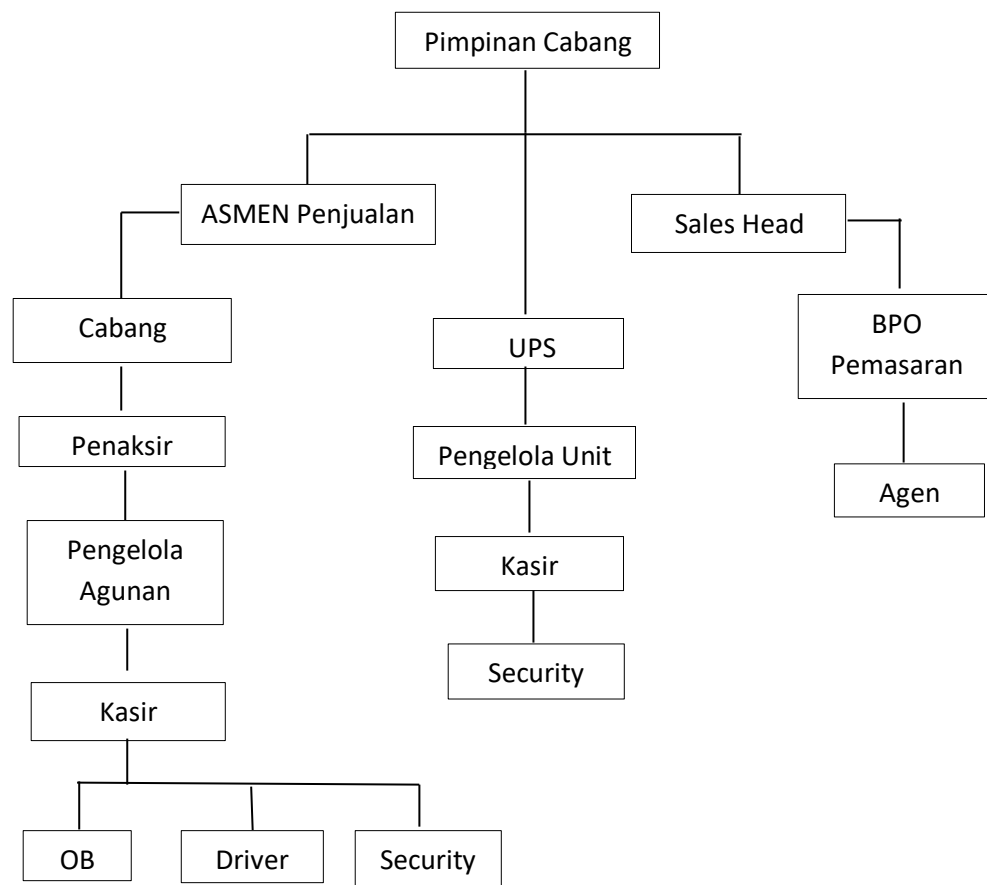 Pimpinan Cabang
ASMEN Penjualan
Sales Head
Cabang
UPS
BPO
Pemasaran
Penaksir
Pengelola Unit
Agen
Pengelola
Agunan
Kasir
Security
Kasir
OB
Driver
Security